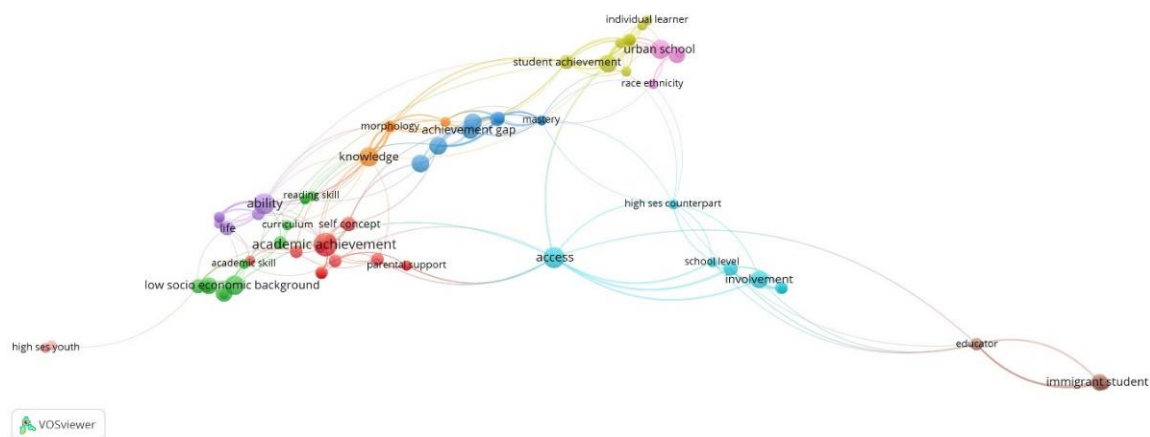 individual learner
urban school
student achievement
race ethnicity
mastery
morphology
achievement gap
knowledge
reading skill
ability
high ses counterpart
life
curriculum
self concept
academic achievement
access
school level
academic skill
parental support
involvement
low socio economic background
high ses youth
educator
immigrant student
VOSviewer